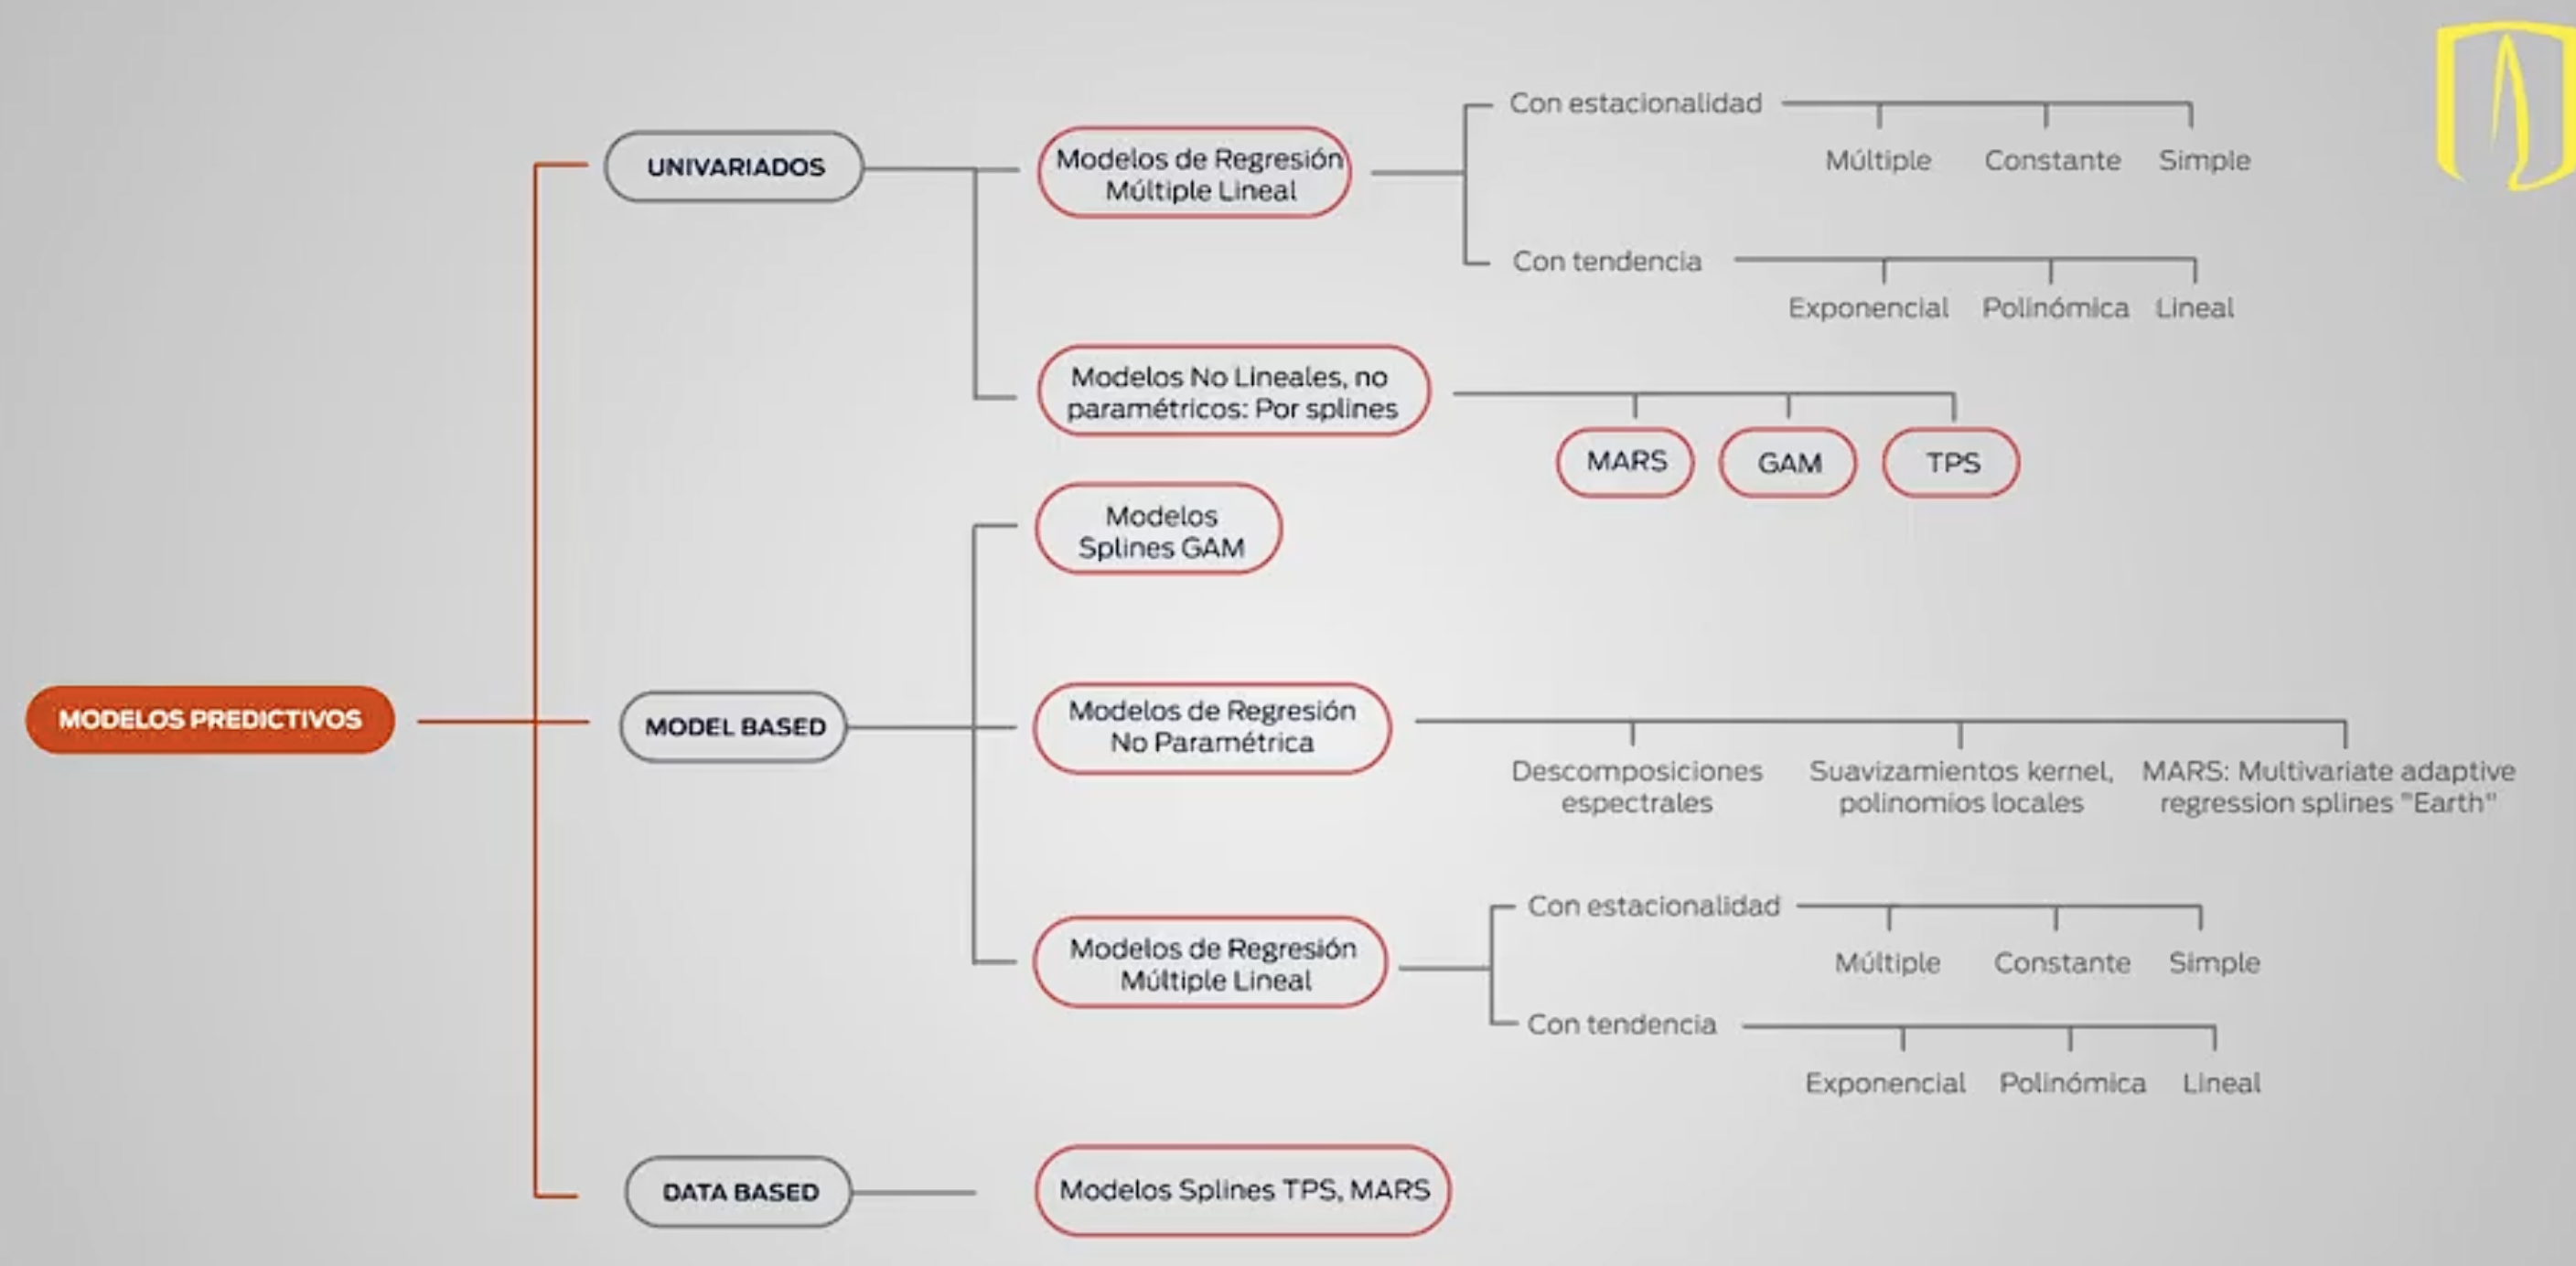 Con estacionalidad
Múltiple
Constante
Simple
UNIVARIADOS
Modelos de Regresión
Múltiple Lineal
Con tendencia
Exponencial
Polinómica
Lineal
Modelos No Lineales, no
paramétricos: Por splines
MARS
GAM
TPS
Modelos
Splines GAM
MODELOS PREDICTIVOS
MODEL BASED
Modelos de Regresión
No Paramétrica
Descomposiciones
espectrales
Suavizamientos kernel,
polinomios locales
MARS: Multivariate adaptive
regression splines "Earth"
Modelos de Regresión
Múltiple Lineal
Con estacionalidad
Múltiple
Constante
Simple
Con tendencia
Exponencial
Polinómica
Lineal
DATA BASED
Modelos Splines TPS, MARS